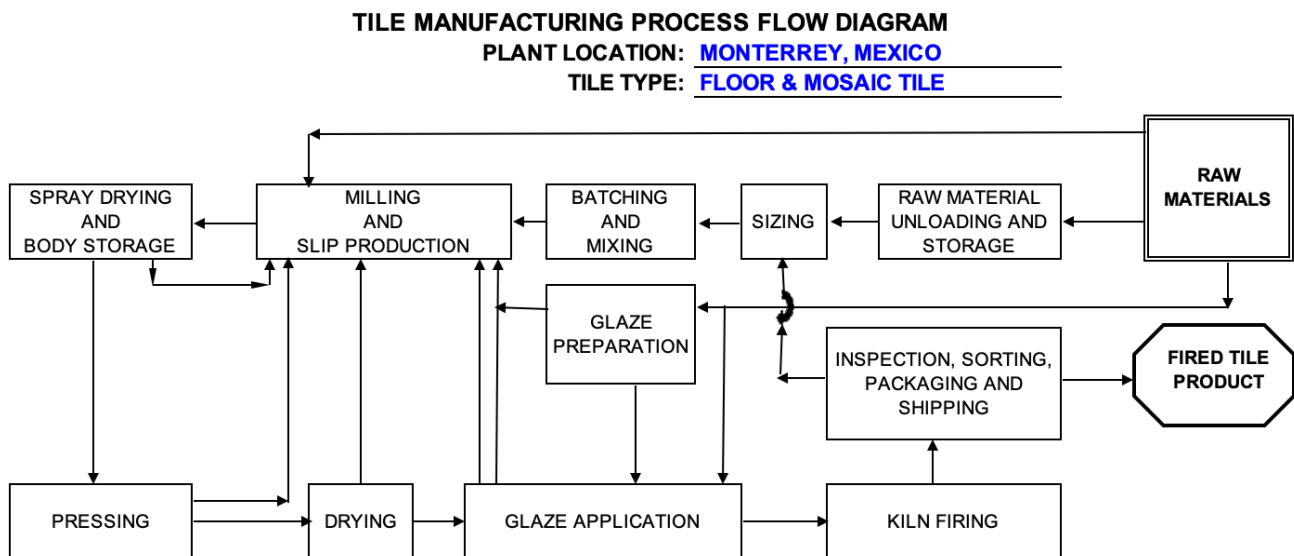 TILE MANUFACTURING PROCESS FLOW DIAGRAM
PLANT LOCATION: MONTERREY, MEXICO
TILE TYPE: FLOOR & MOSAIC TILE
RAW
MATERIALS
SPRAY DRYING
AND
BODY STORAGE
MILLING
AND
SLIP PRODUCTION
BATCHING
AND
MIXING
SIZING
RAW MATERIAL
UNLOADING AND
STORAGE
GLAZE
PREPARATION
INSPECTION, SORTING,
PACKAGING AND
SHIPPING
FIRED TILE
PRODUCT
PRESSING
DRYING
GLAZE APPLICATION
KILN FIRING